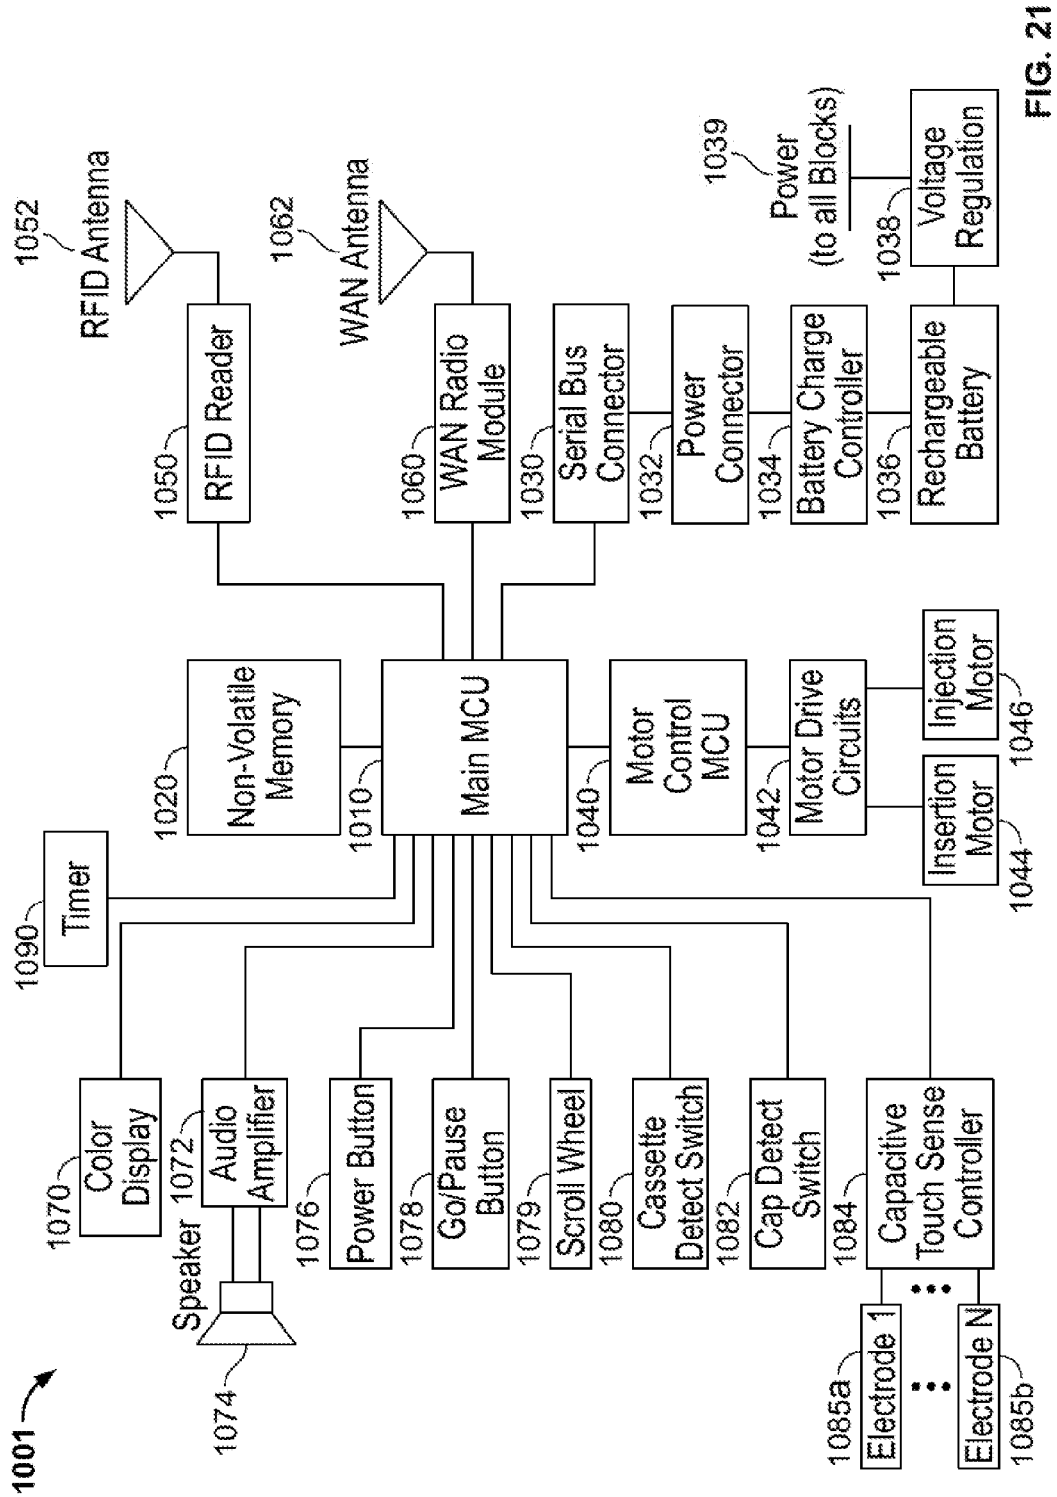 1001
Speaker
1074
1070
Color
Display
1072
Audio
Amplifier
1076
Power Button
1078
Go/Pause
Button
1079
Scroll Wheel
1080
Cassette
Detect Switch
1082
Cap Detect
Switch
1084
Capacitive
Touch Sense
Controller
1085a
Electrode 1
Electrode N
1085b
1090
Timer
1020
Non-Volatile
Memory
1010
Main MCU
1040
Motor
Control
MCU
1042
Motor Drive
Circuits
Insertion
Motor
1044
Injection
Motor
1046
1052
RFID Antenna
1050
RFID Reader
1062
WAN Antenna
1060
WAN Radio
Module
1030
Serial Bus
Connector
1032
Power
Connector
1034
Battery Charge
Controller
1036
Rechargeable
Battery
1038
Voltage
Regulation
1039
Power
(to all Blocks)
FIG. 21